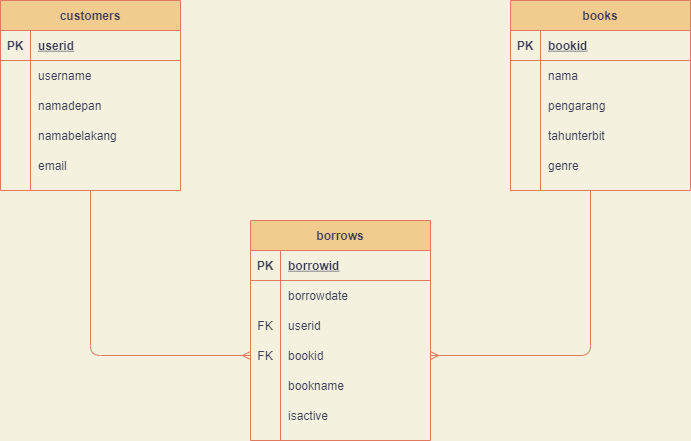 customers
PK userid
username
namadepan
namabelakang
email
books
PK bookid
nama
pengarang
tahunterbit
genre
borrows
PK borrowid
borrowdate
FK userid
FK bookid
bookname
isactive